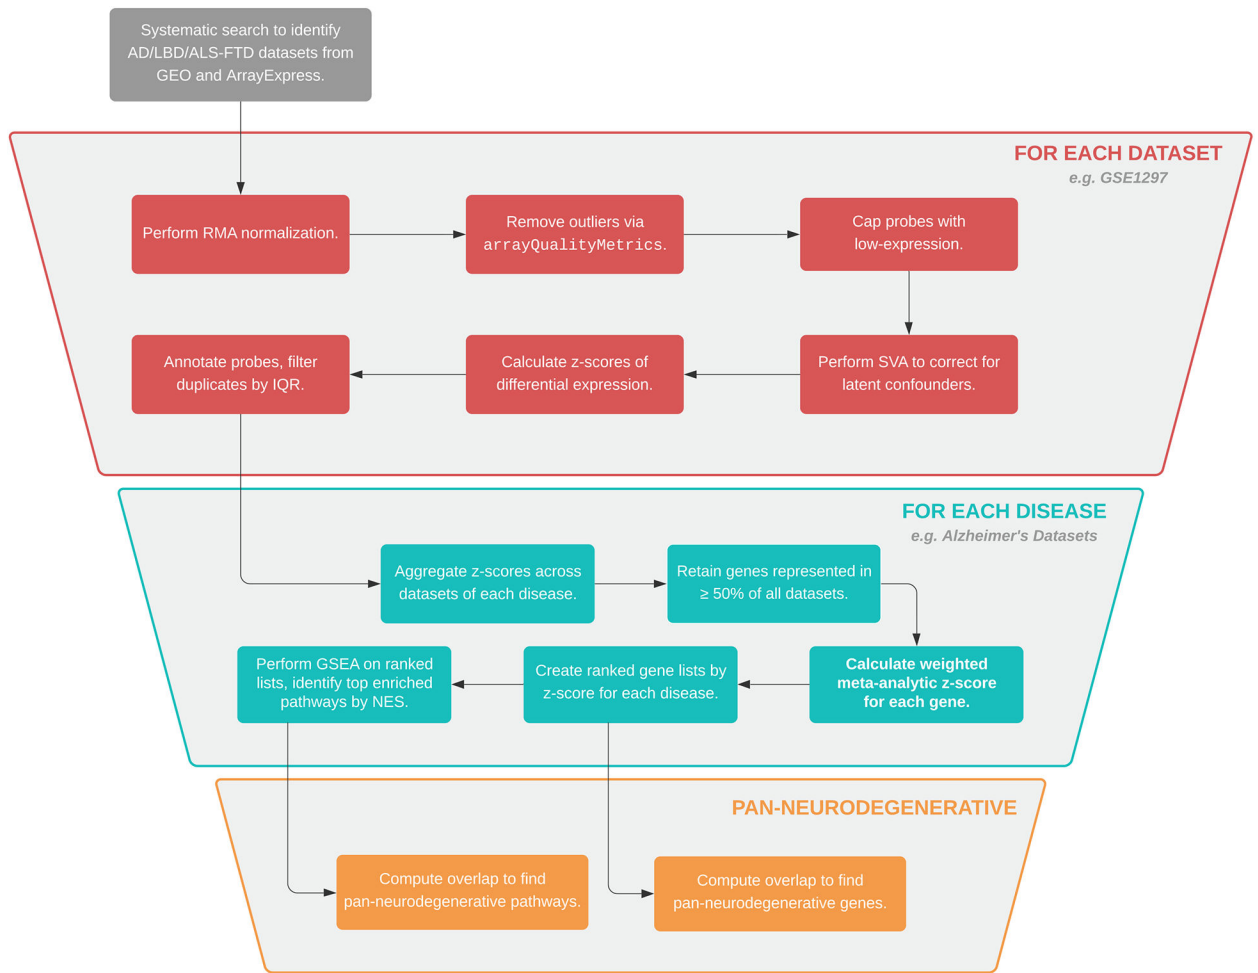 Systematic search to identify
AD/LBD/ALS-FTD datasets from
GEO and ArrayExpress.
FOR EACH DATASET
e.g. GSE1297
Perform RMA normalization.
Remove outliers via
arrayQualityMetrics.
Cap probes with
low-expression.
Perform SVA to correct for
latent confounders.
Calculate z-scores of
differential expression.
Annotate probes, filter
duplicates by IQR.
FOR EACH DISEASE
e.g. Alzheimer's Datasets
Aggregate z-scores across
datasets of each disease.
Retain genes represented in
≥ 50% of all datasets.
Calculate weighted
meta-analytic z-score
for each gene.
Create ranked gene lists by
z-score for each disease.
Perform GSEA on ranked
lists, identify top enriched
pathways by NES.
PAN-NEURODEGENERATIVE
Compute overlap to find
pan-neurodegenerative pathways.
Compute overlap to find
pan-neurodegenerative genes.